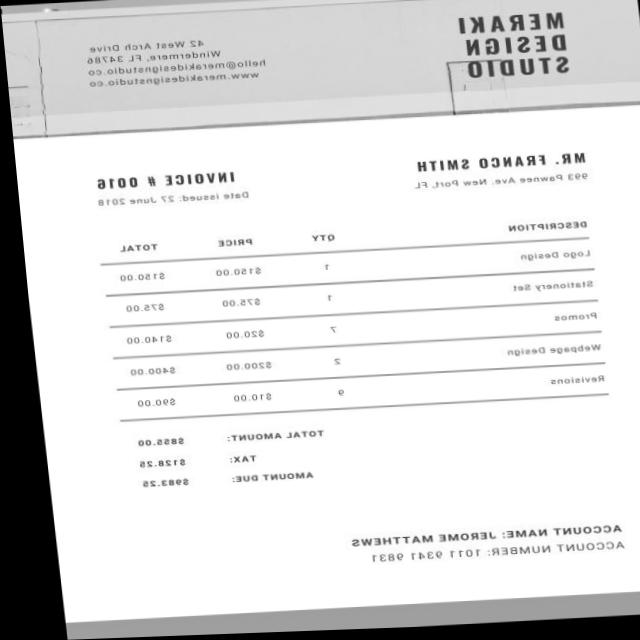 MERAKI
DESIGN
STUDIO
42 West Arch Drive
Windermere, FL 34786
hello@merakidesignstudio.co
www.merakidesignstudio.co
MR. FRANCO SMITH
993 Pawnee Ave. New Port, FL
INVOICE # 0016
Date issued: 27 June 2018
DESCRIPTION QTY PRICE TOTAL
Logo Design 1 $150.00 $150.00
Stationery Set 1 $75.00 $75.00
Promos 7 $20.00 $140.00
Webpage Design 2 $200.00 $400.00
Revisions 9 $10.00 $90.00
TOTAL AMOUNT: $855.00
TAX: $128.25
AMOUNT DUE: $983.25
ACCOUNT NAME: JEROME MATTHEWS
ACCOUNT NUMBER: 1011 9341 9831